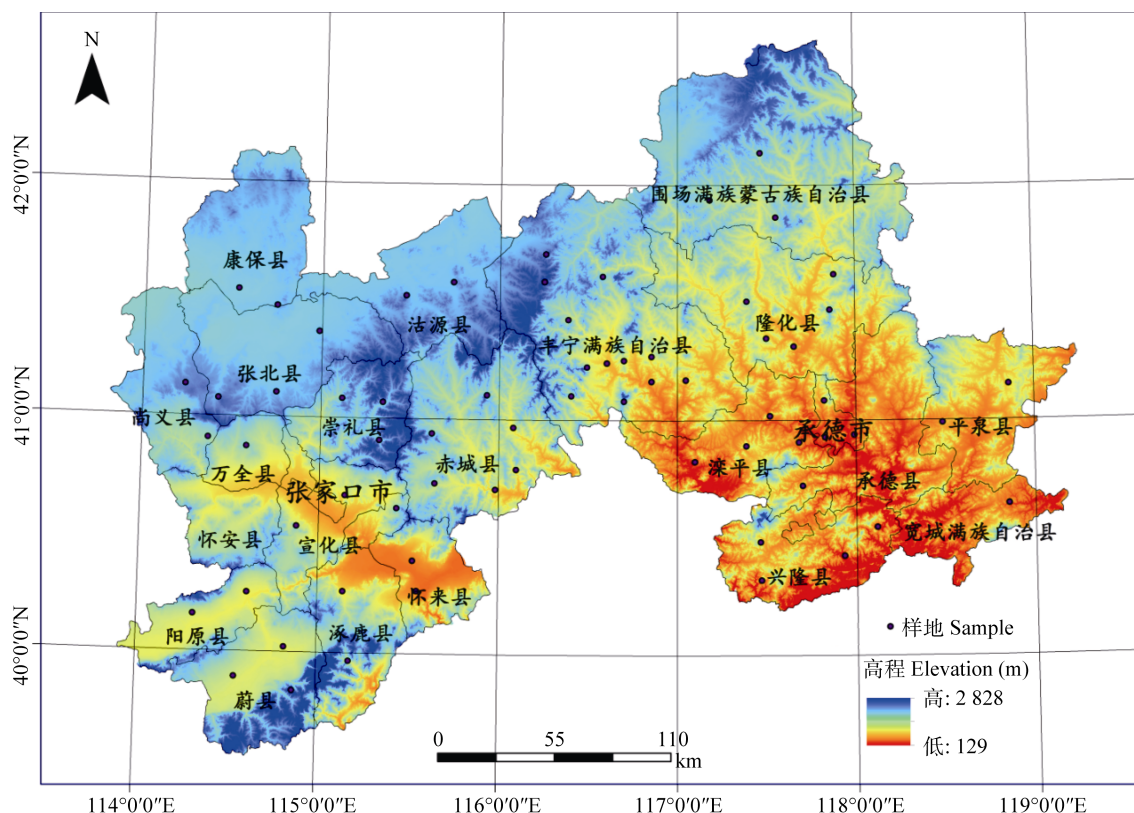 N
42°0′0″N
41°0′0″N
40°0′0″N
围场满族蒙古族自治县
康保县
沽源县
隆化县
丰宁满族自治县
张北县
尚义县
崇礼县
承德市
平泉县
赤城县
滦平县
万全县
张家口市
承德县
怀安县
宣化县
宽城满族自治县
兴隆县
怀来县
阳原县
涿鹿县
蔚县
样地 Sample
高程 Elevation (m)
高: 2 828
低: 129
0 55 110
km
114°0′0″E 115°0′0″E 116°0′0″E 117°0′0″E 118°0′0″E 119°0′0″E